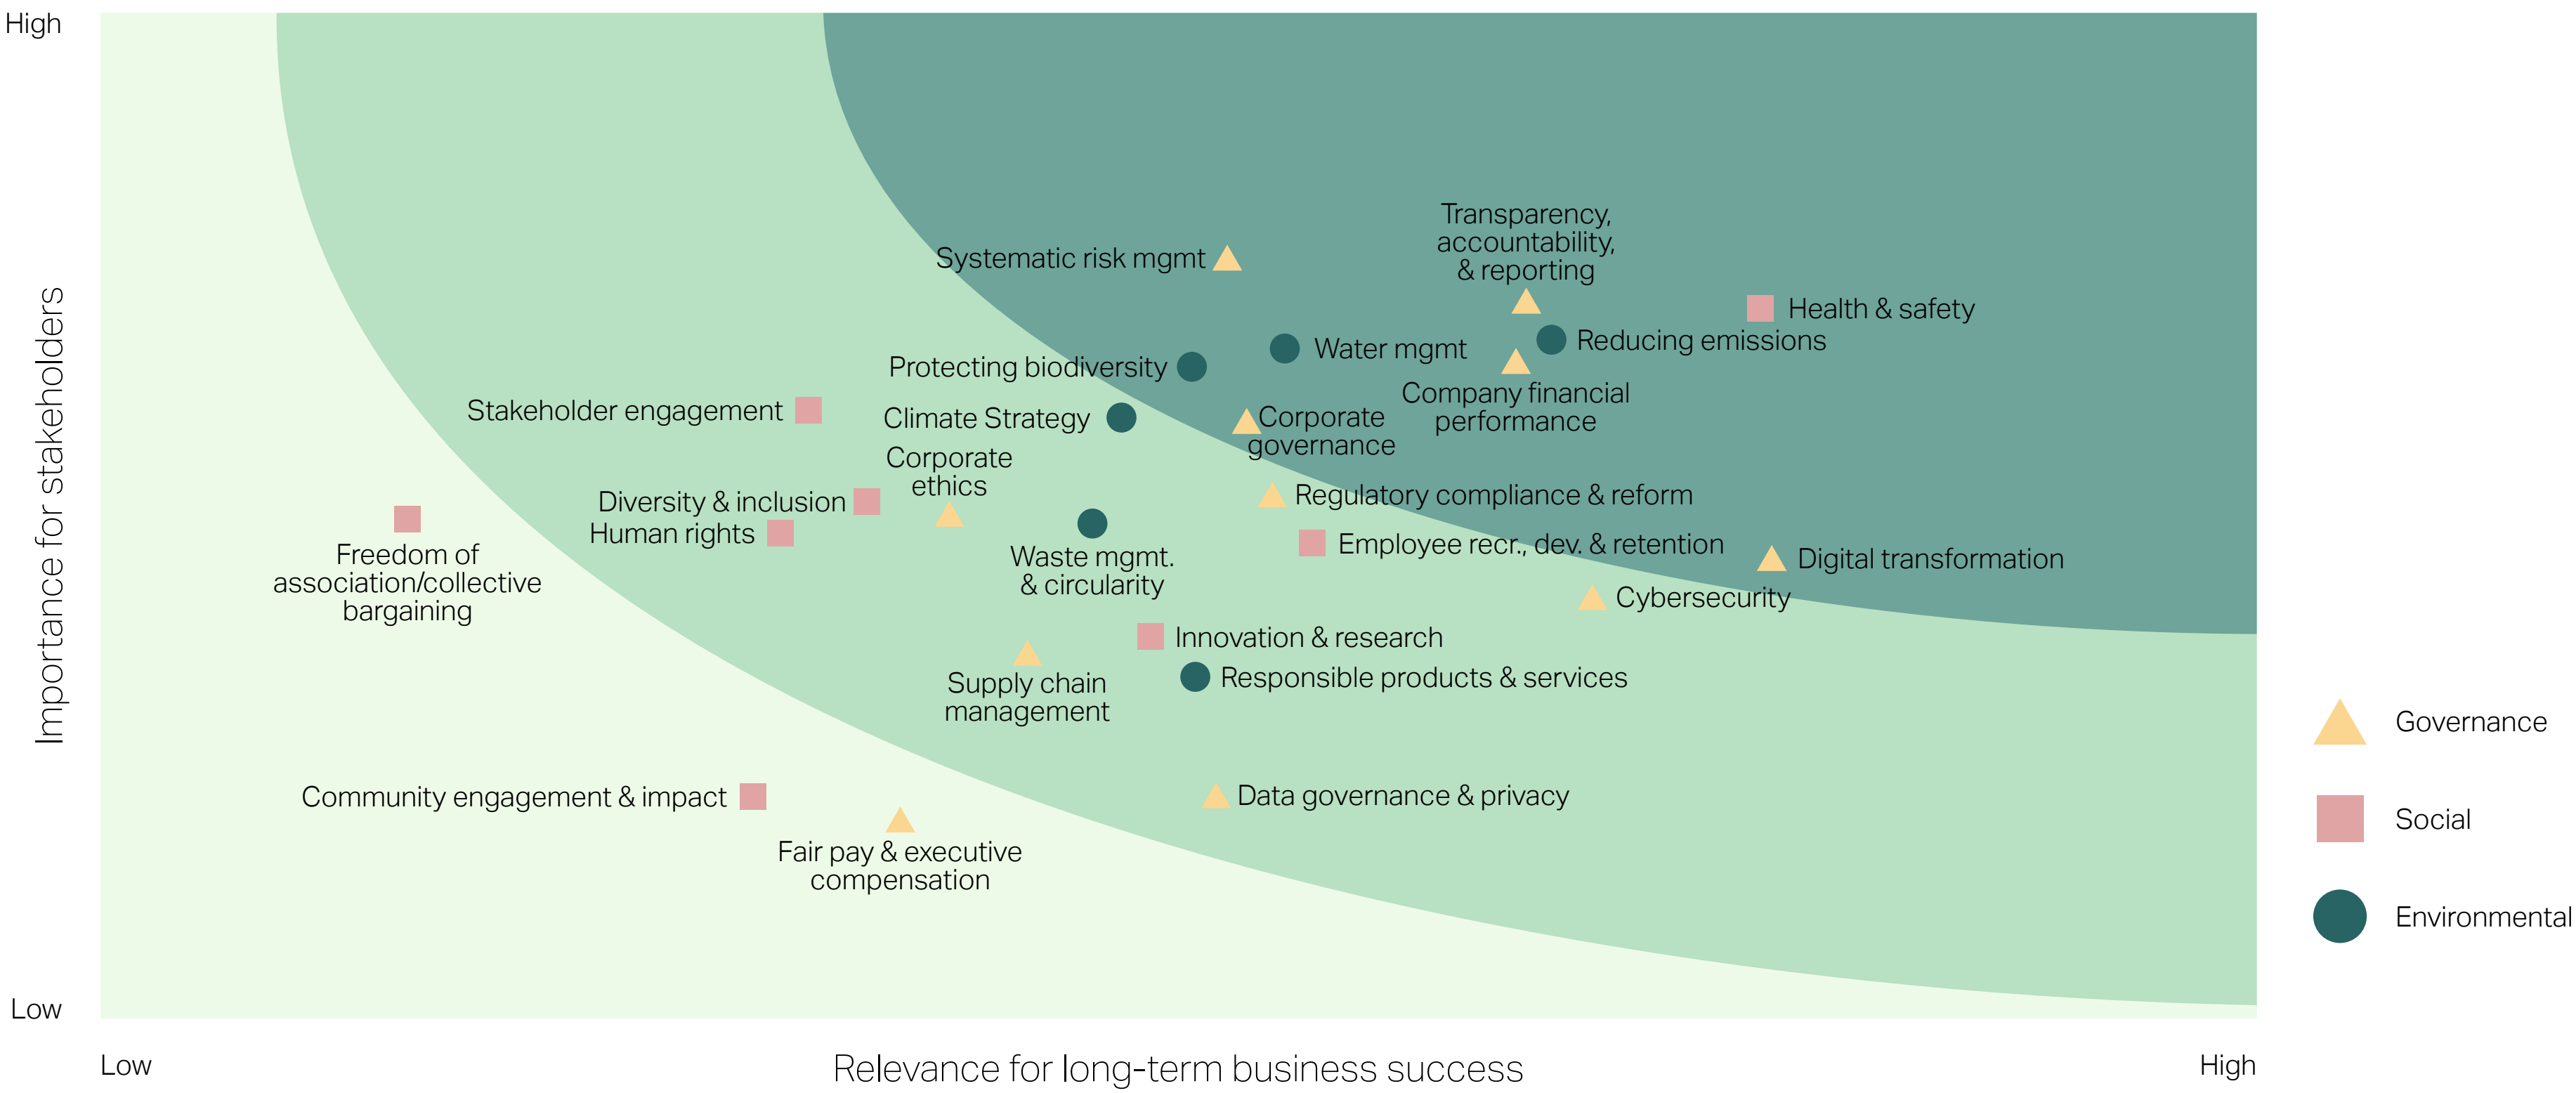 High
Importance for stakeholders
Transparency,
accountability,
& reporting
Systematic risk mgmt
Health & safety
Reducing emissions
Water mgmt
Protecting biodiversity
Company financial
performance
Stakeholder engagement
Climate Strategy
Corporate
governance
Corporate
ethics
Diversity & inclusion
Regulatory compliance & reform
Human rights
Employee recr., dev. & retention
Freedom of
association/collective
bargaining
Waste mgmt.
& circularity
Digital transformation
Cybersecurity
Innovation & research
Responsible products & services
Supply chain
management
Community engagement & impact
Data governance & privacy
Fair pay & executive
compensation
Governance
Social
Environmental
Low
Low
Relevance for long-term business success
High